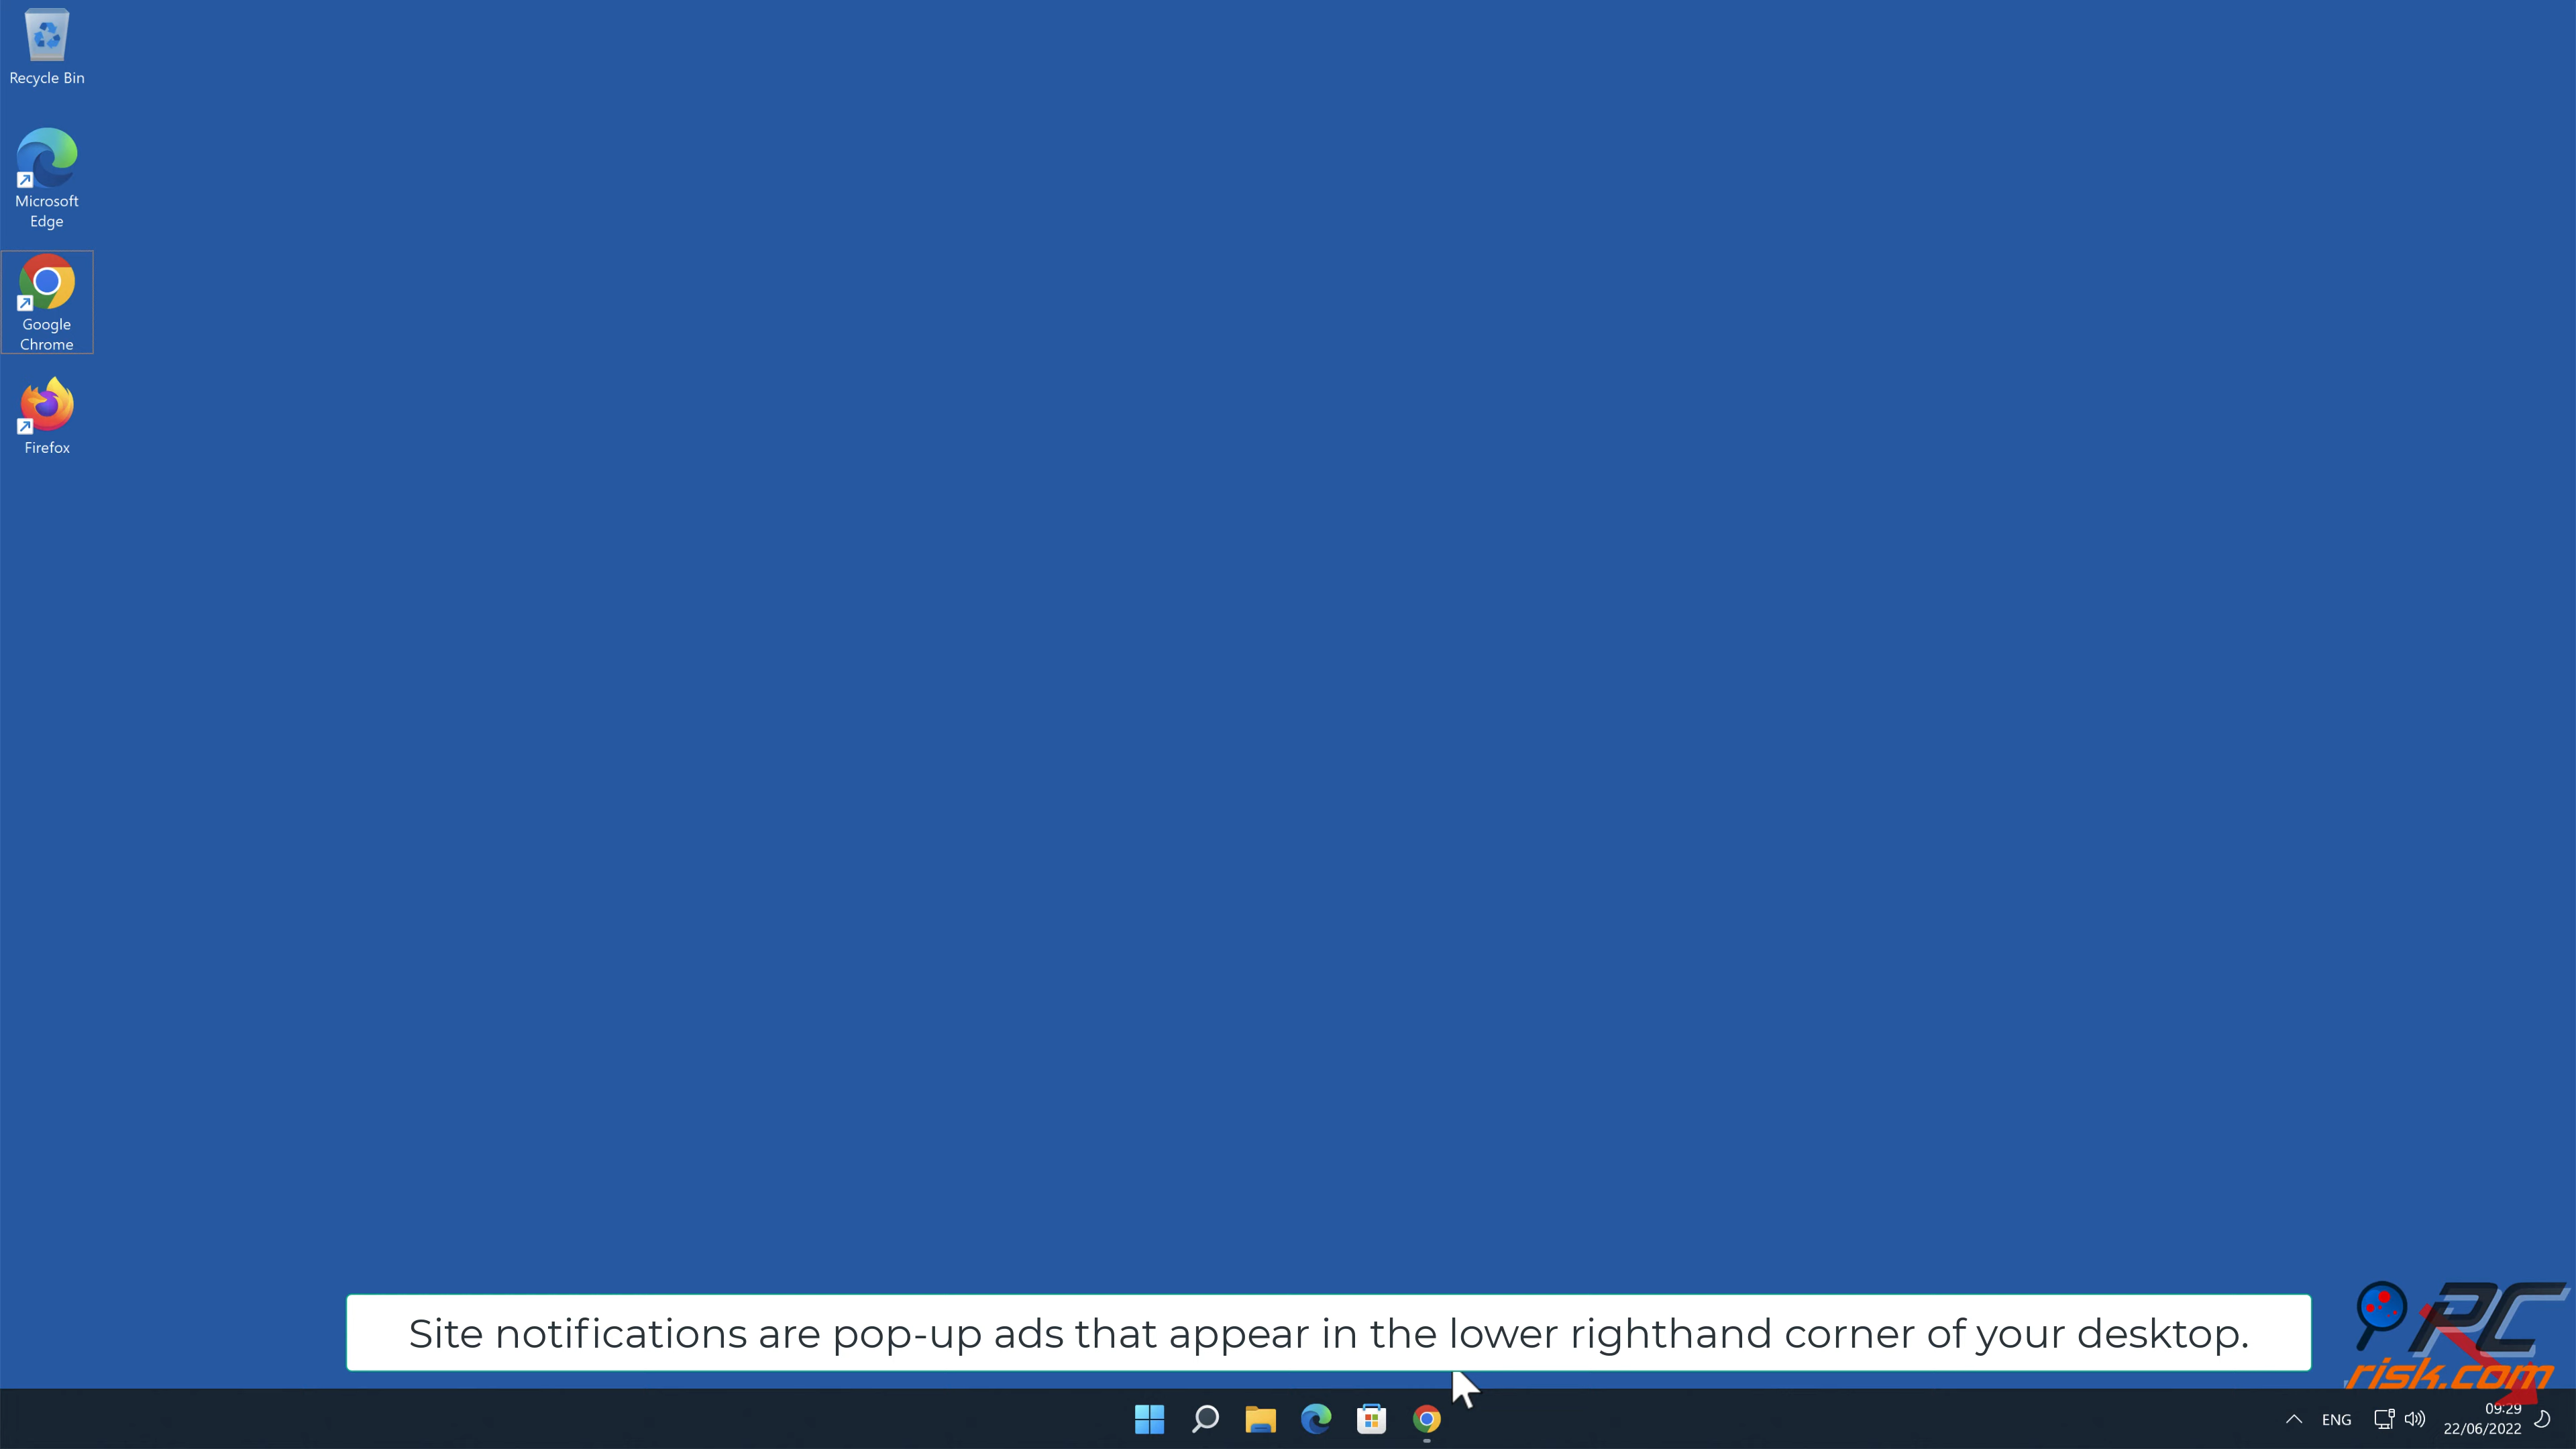 Recycle Bin
Microsoft
Edge
Google
Chrome
Firefox
Site notifications are pop-up ads that appear in the lower righthand corner of your desktop.
PC
risk.com
ENG
09:29
22/06/2022